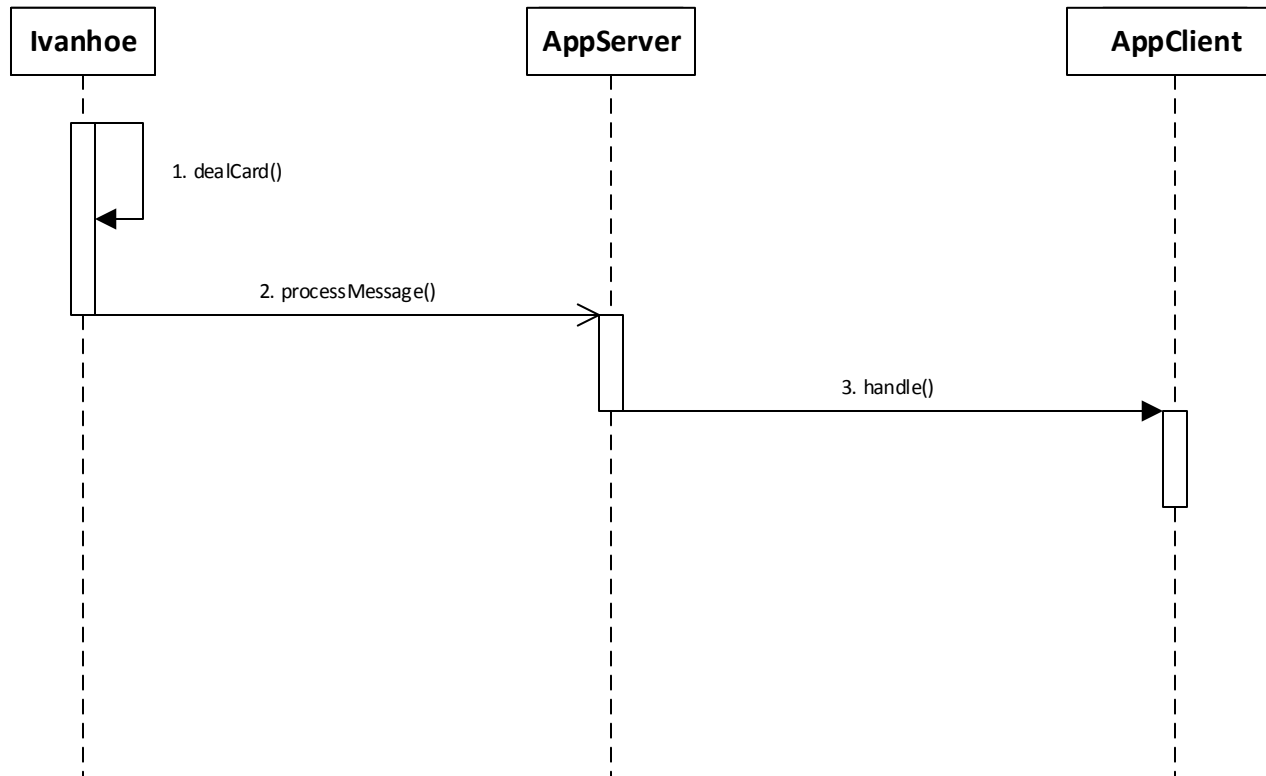 Ivanhoe
AppServer
AppClient
1. dealCard()
2. processMessage()
3. handle()